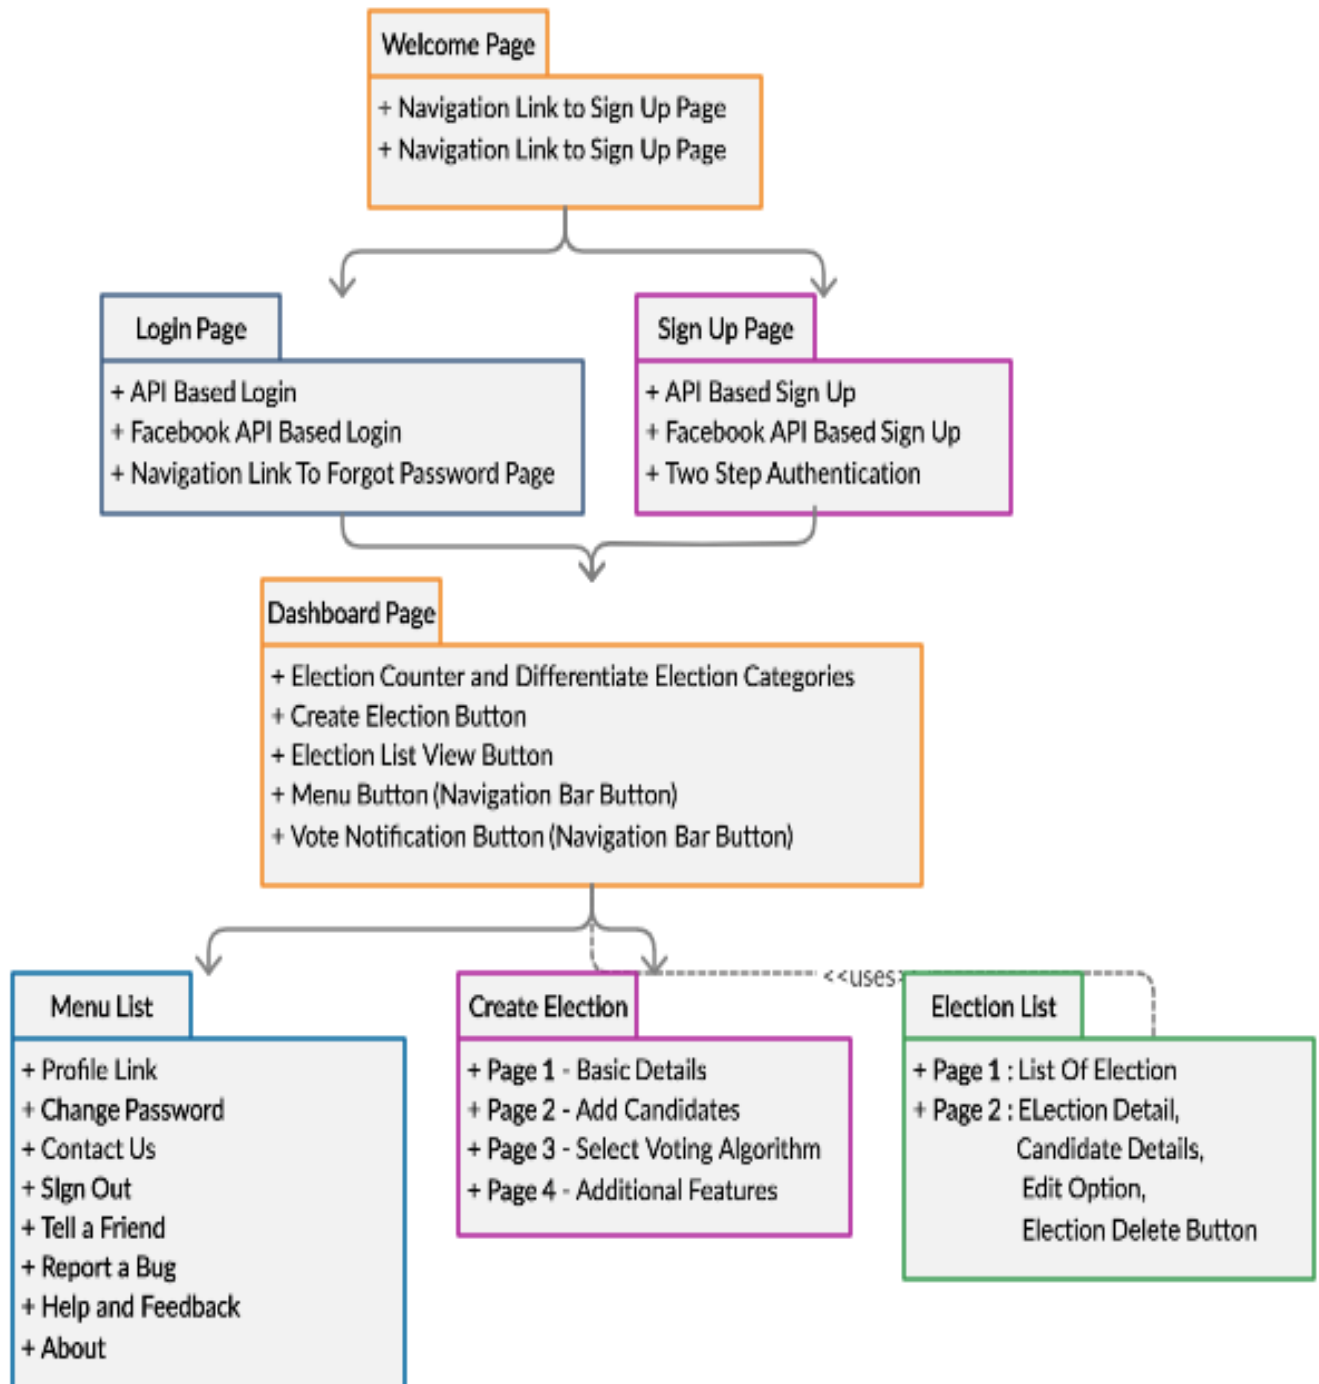 Welcome Page
+ Navigation Link to Sign Up Page
+ Navigation Link to Sign Up Page
Login Page
+ API Based Login
+ Facebook API Based Login
+ Navigation Link To Forgot Password Page
Sign Up Page
+ API Based Sign Up
+ Facebook API Based Sign Up
+ Two Step Authentication
Dashboard Page
+ Election Counter and Differentiate Election Categories
+ Create Election Button
+ Election List View Button
+ Menu Button (Navigation Bar Button)
+ Vote Notification Button (Navigation Bar Button)
<<uses>
Menu List
+ Profile Link
+ Change Password
+ Contact Us
+ SIgn Out
+ Tell a Friend
+ Report a Bug
+ Help and Feedback
+ About
Create Election
+ Page 1 - Basic Details
+ Page 2 - Add Candidates
+ Page 3 - Select Voting Algorithm
+ Page 4 - Additional Features
Election List
+ Page 1 : List Of Election
+ Page 2 : ELection Detail,
Candidate Details,
Edit Option,
Election Delete Button